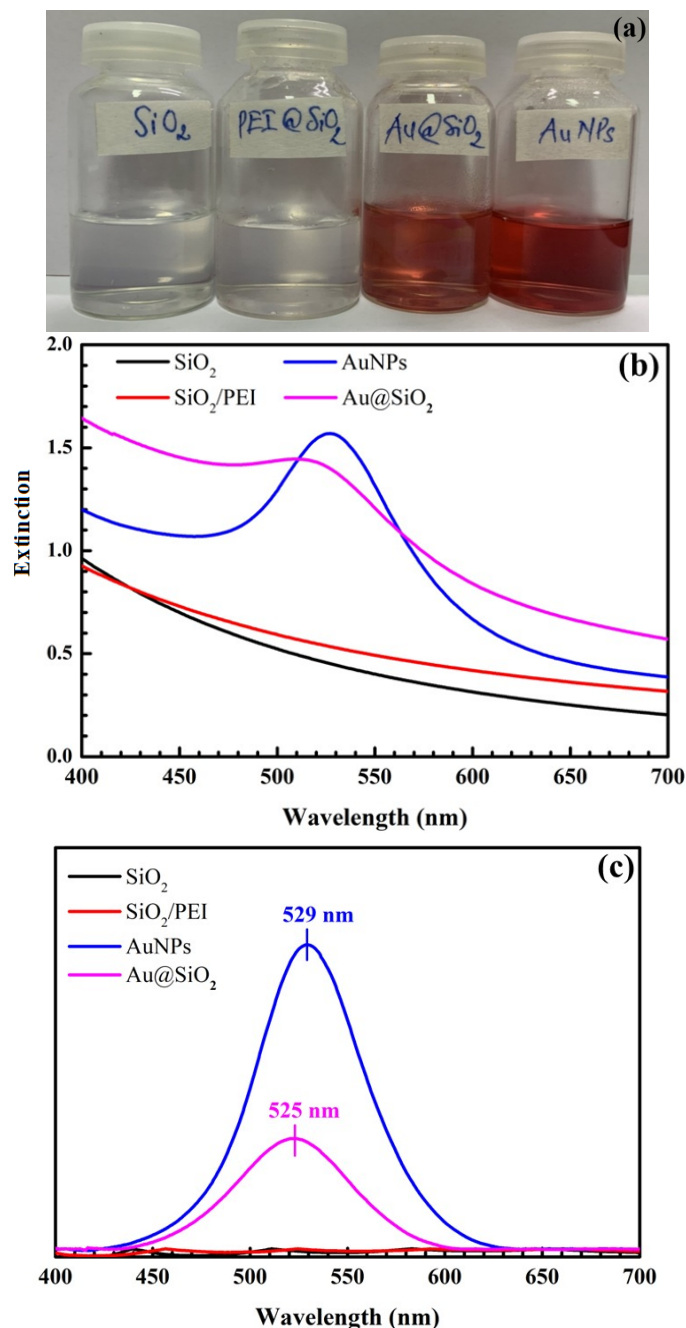 (a)
SiO₂
PEI@SiO₂
Au@SiO₂
AuNPs
(b)
SiO₂
AuNPs
SiO₂/PEI
Au@SiO₂
2.0
1.5
1.0
0.5
0.0
Extinction
400 450 500 550 600 650 700
Wavelength (nm)
(c)
SiO₂
SiO₂/PEI
AuNPs
Au@SiO₂
529 nm
525 nm
400 450 500 550 600 650 700
Wavelength (nm)